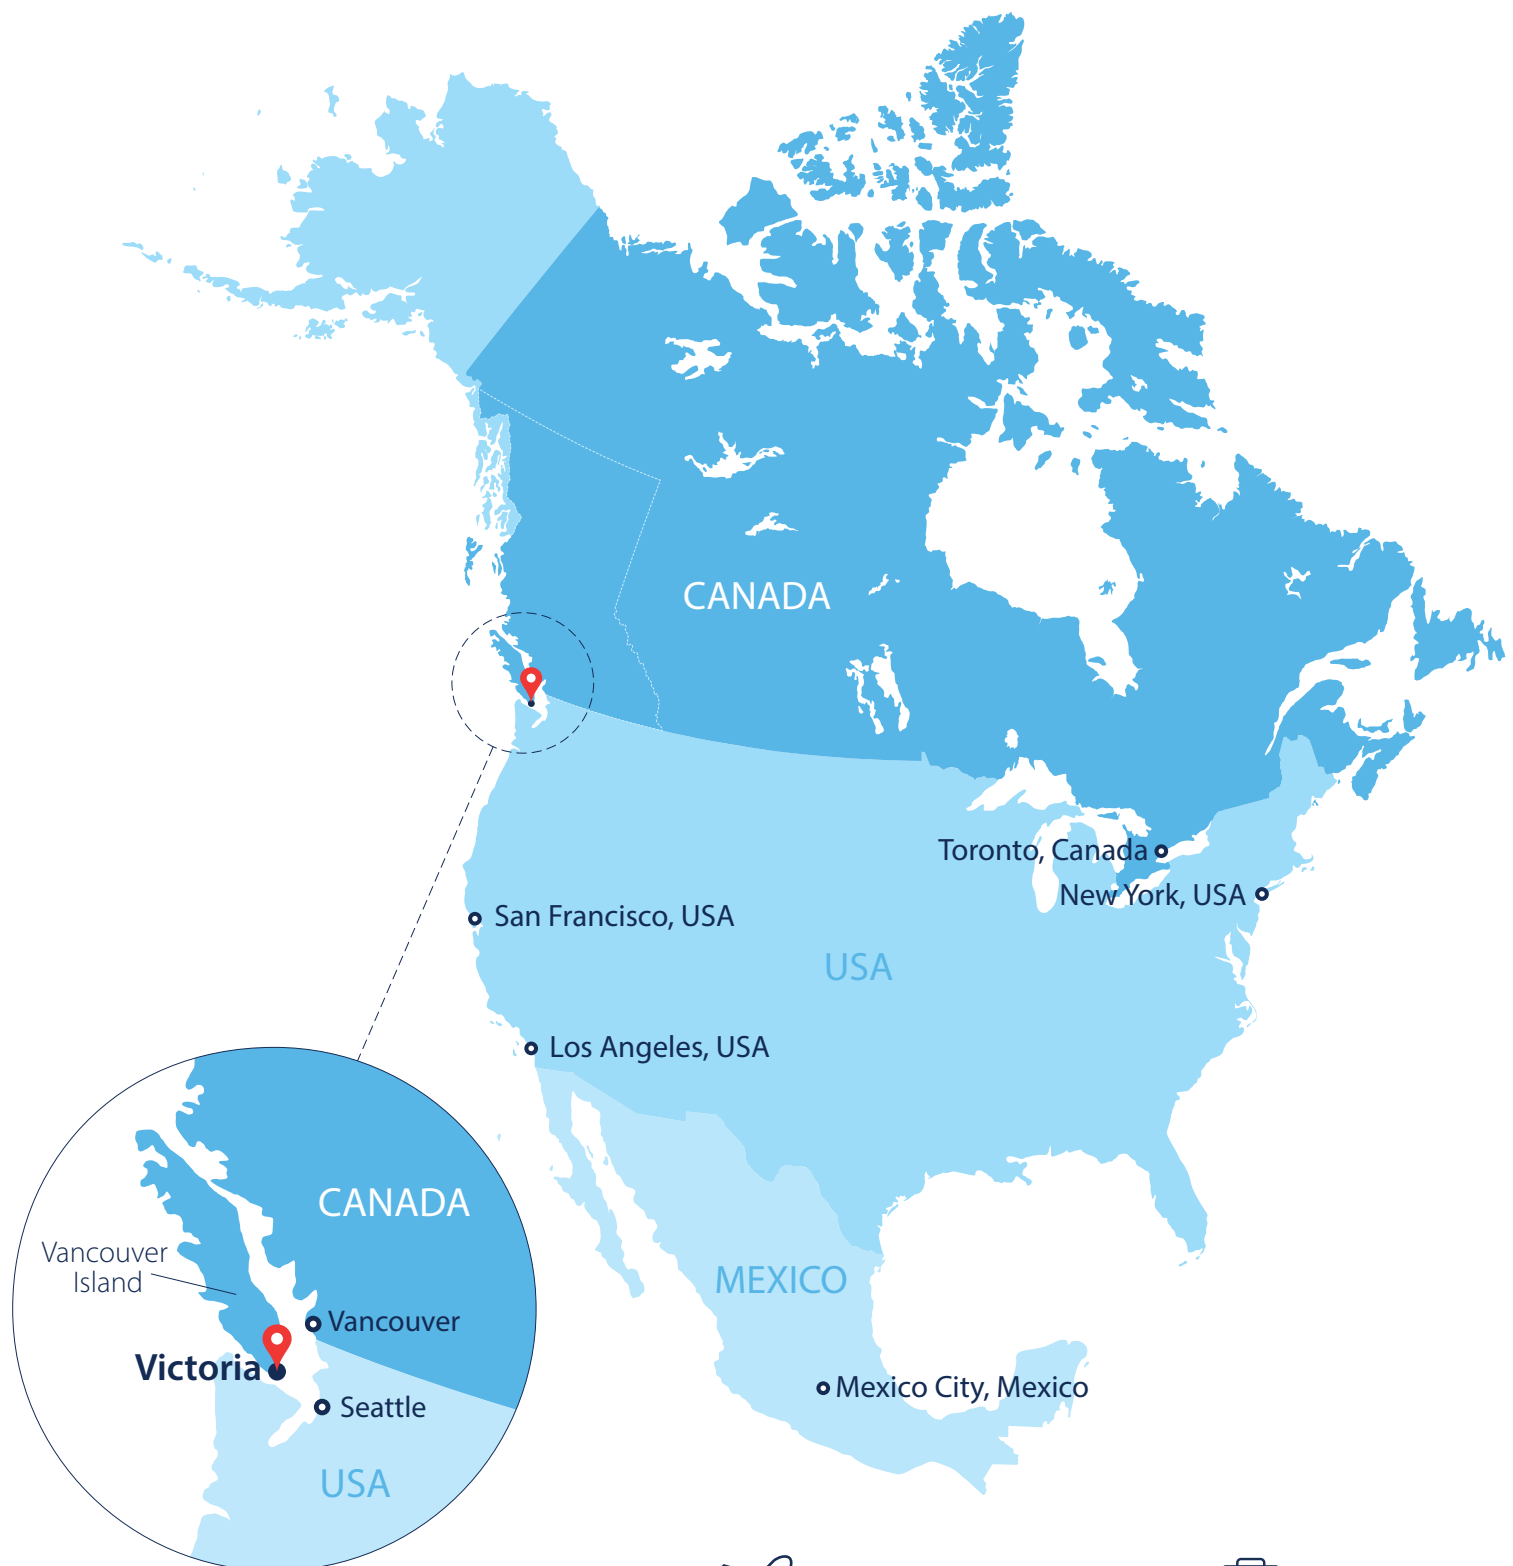 CANADA
Toronto, Canada
New York, USA
San Francisco, USA
USA
Los Angeles, USA
CANADA
Vancouver
Island
MEXICO
Vancouver
Victoria
Mexico City, Mexico
Seattle
USA